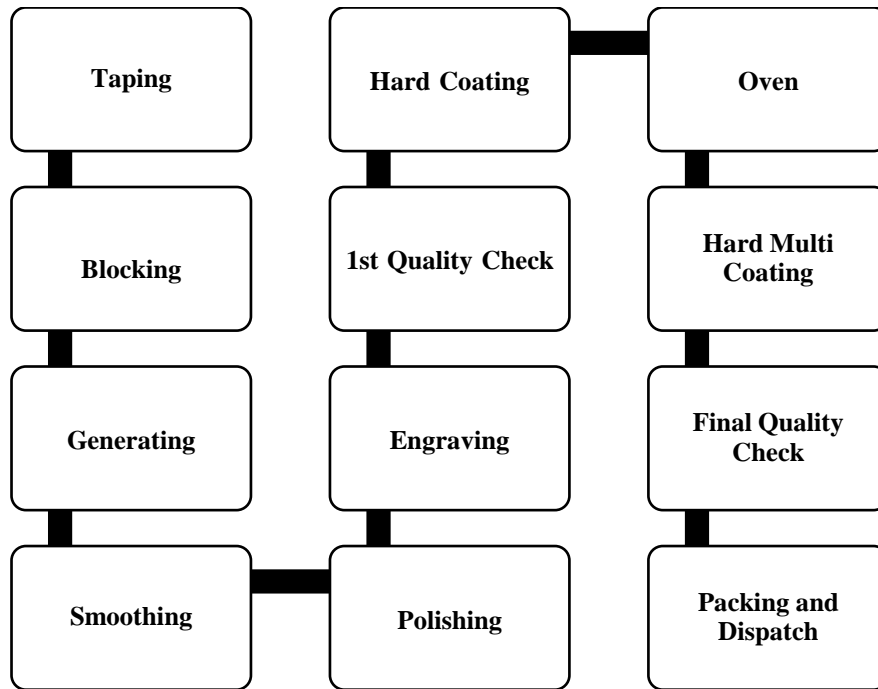 Taping
Blocking
Generating
Smoothing
Polishing
Engraving
1st Quality Check
Hard Coating
Oven
Hard Multi
Coating
Final Quality
Check
Packing and
Dispatch